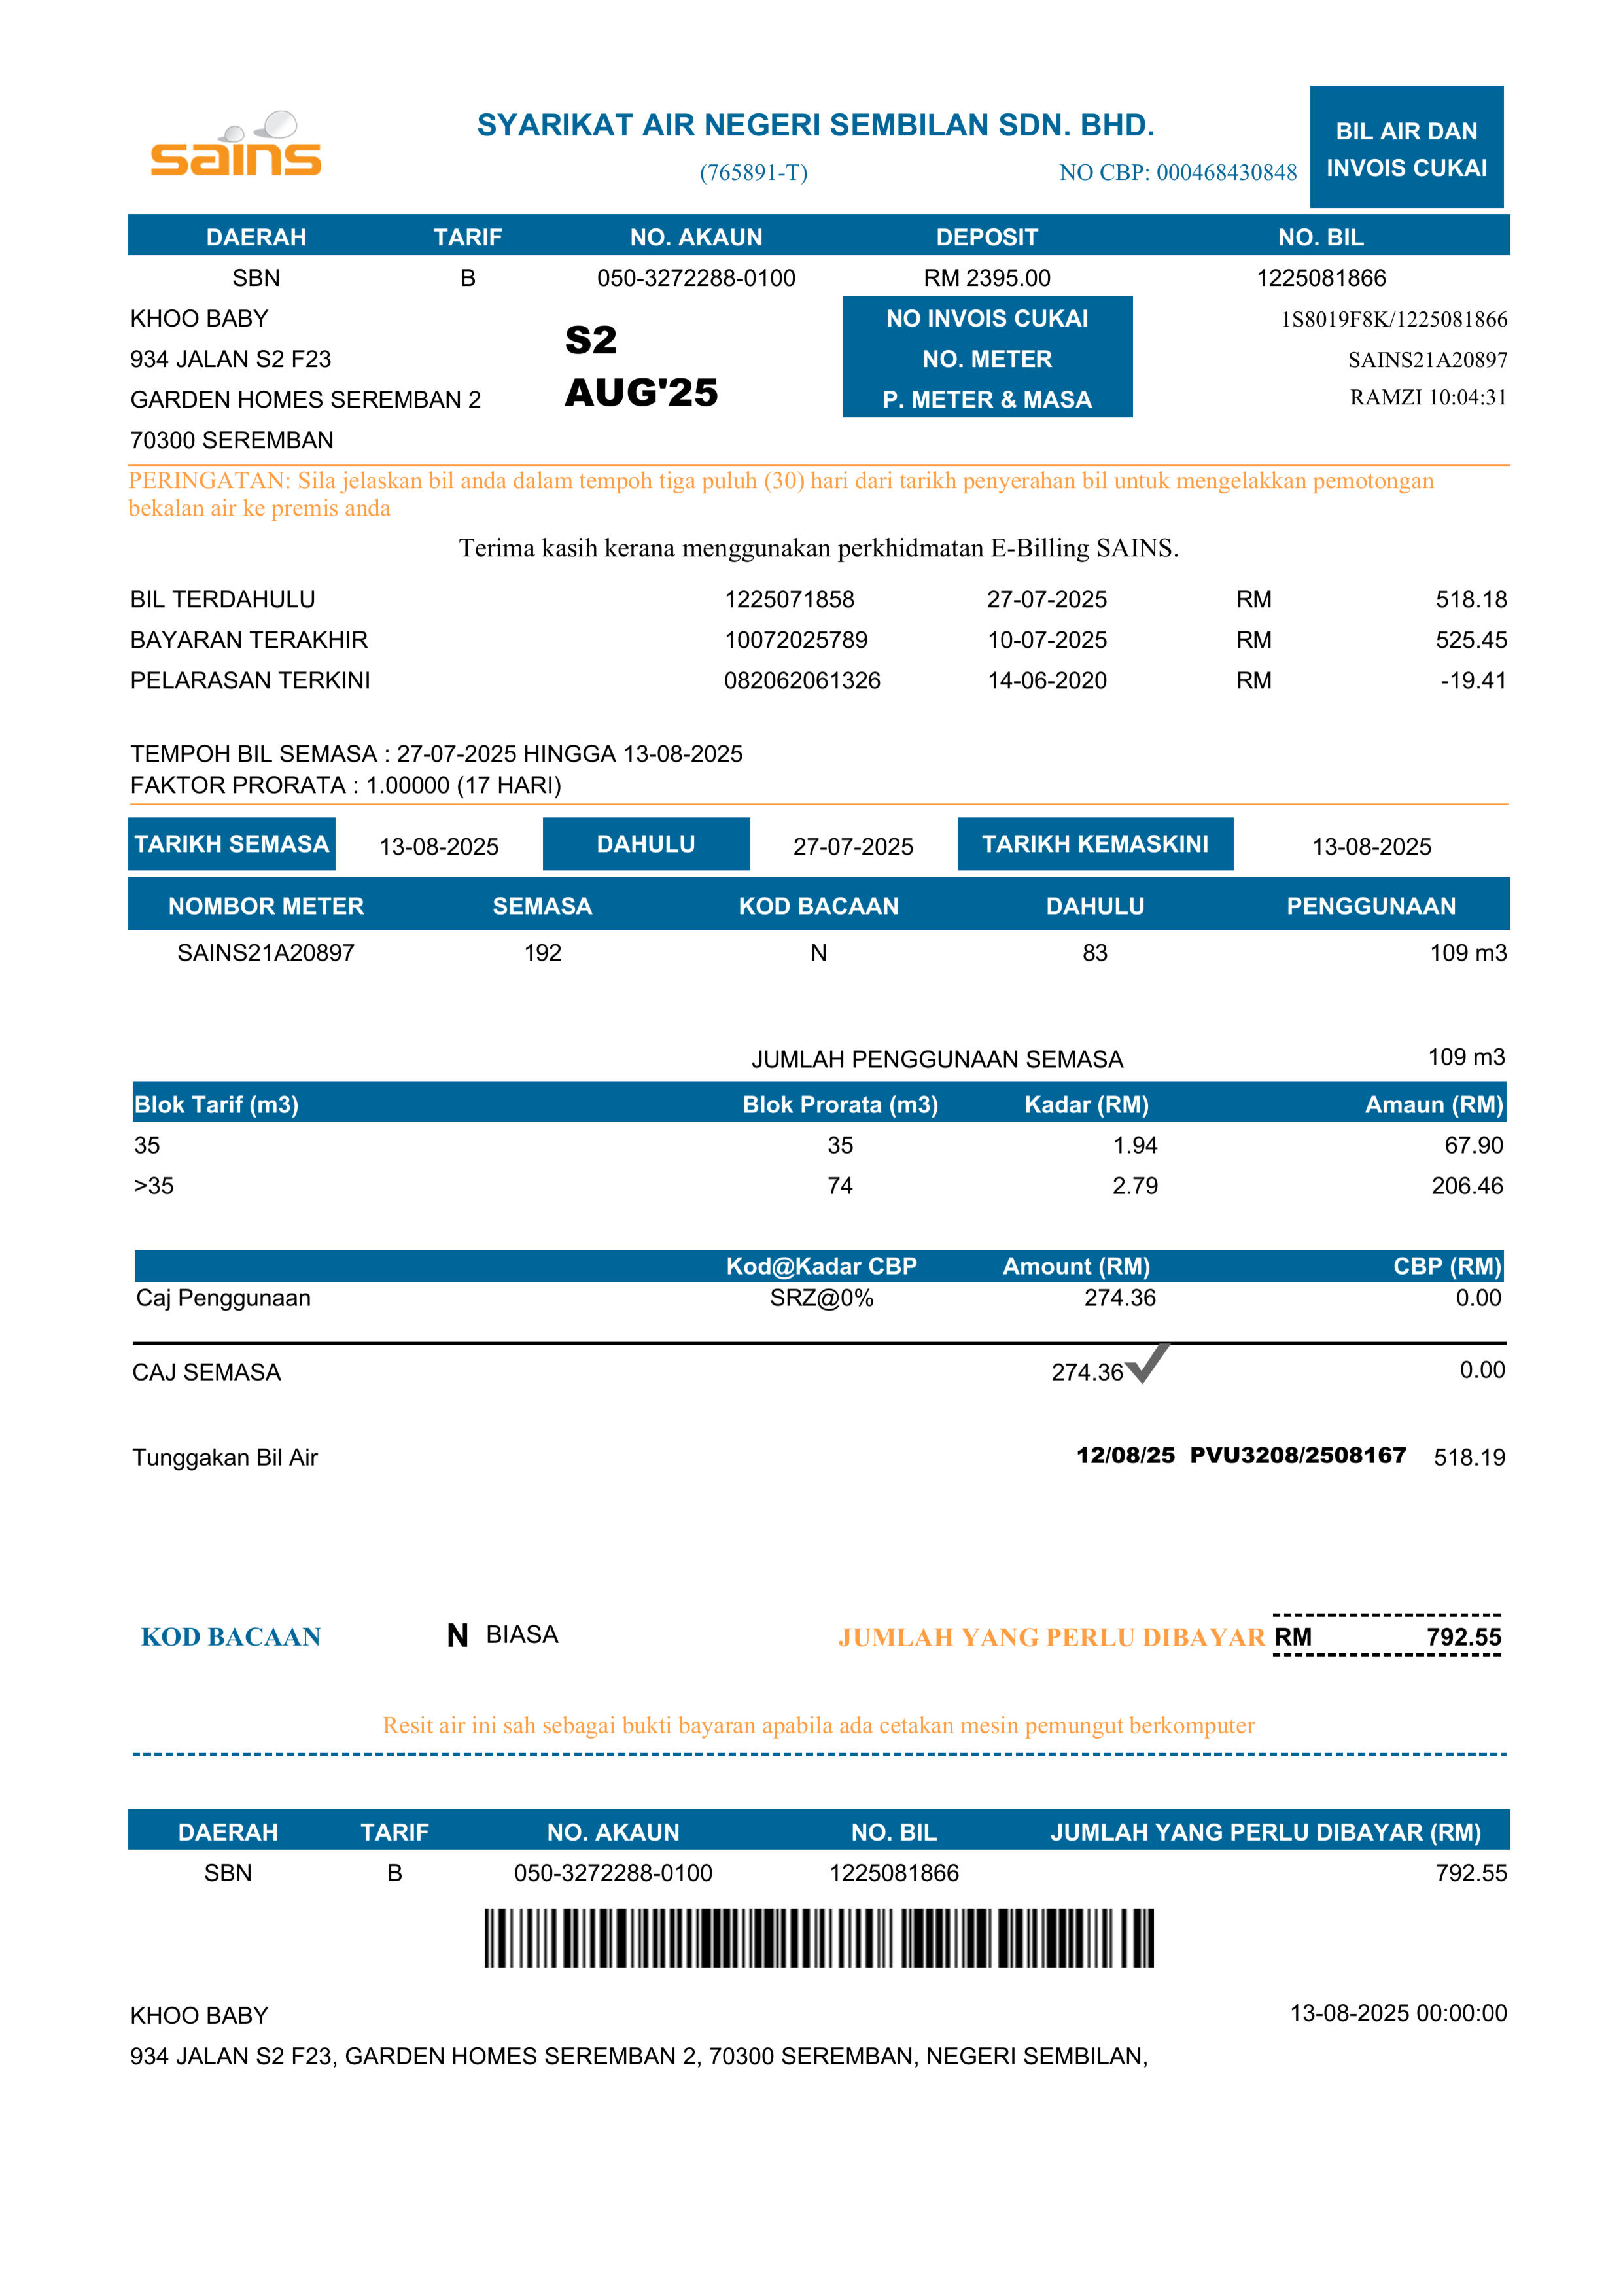 sains
SYARIKAT AIR NEGERI SEMBILAN SDN. BHD.
(765891-T) NO CBP: 000468430848
BIL AIR DAN
INVOIS CUKAI
DAERAH TARIF NO. AKAUN DEPOSIT NO. BIL
SBN B 050-3272288-0100 RM 2395.00 1225081866
KHOO BABY
934 JALAN S2 F23
GARDEN HOMES SEREMBAN 2
70300 SEREMBAN
S2
AUG'25
NO INVOIS CUKAI 1S8019F8K/1225081866
NO. METER SAINS21A20897
P. METER & MASA RAMZI 10:04:31
PERINGATAN: Sila jelaskan bil anda dalam tempoh tiga puluh (30) hari dari tarikh penyerahan bil untuk mengelakkan pemotongan
bekalan air ke premis anda
Terima kasih kerana menggunakan perkhidmatan E-Billing SAINS.
BIL TERDAHULU 1225071858 27-07-2025 RM 518.18
BAYARAN TERAKHIR 10072025789 10-07-2025 RM 525.45
PELARASAN TERKINI 082062061326 14-06-2020 RM -19.41
TEMPOH BIL SEMASA : 27-07-2025 HINGGA 13-08-2025
FAKTOR PRORATA : 1.00000 (17 HARI)
TARIKH SEMASA 13-08-2025 DAHULU 27-07-2025 TARIKH KEMASKINI 13-08-2025
NOMBOR METER SEMASA KOD BACAAN DAHULU PENGGUNAAN
SAINS21A20897 192 N 83 109 m3
JUMLAH PENGGUNAAN SEMASA 109 m3
Blok Tarif (m3) Blok Prorata (m3) Kadar (RM) Amaun (RM)
35 35 1.94 67.90
>35 74 2.79 206.46
Kod@Kadar CBP Amount (RM) CBP (RM)
Caj Penggunaan SRZ@0% 274.36 0.00
CAJ SEMASA 274.36 0.00
Tunggakan Bil Air 12/08/25 PVU3208/2508167 518.19
KOD BACAAN N BIASA JUMLAH YANG PERLU DIBAYAR RM 792.55
Resit air ini sah sebagai bukti bayaran apabila ada cetakan mesin pemungut berkomputer
DAERAH TARIF NO. AKAUN NO. BIL JUMLAH YANG PERLU DIBAYAR (RM)
SBN B 050-3272288-0100 1225081866 792.55
KHOO BABY 13-08-2025 00:00:00
934 JALAN S2 F23, GARDEN HOMES SEREMBAN 2, 70300 SEREMBAN, NEGERI SEMBILAN,